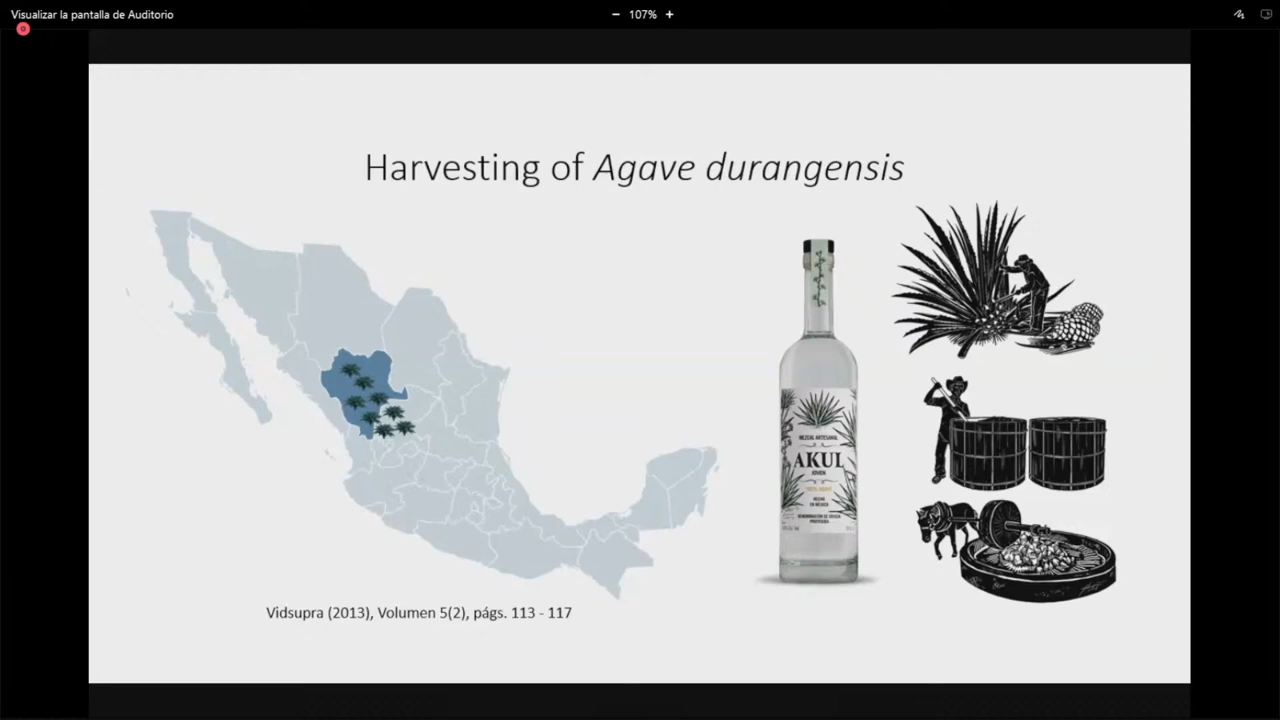 Visualizar la pantalla de Auditorio
− 107% +
Harvesting of Agave durangensis
MEZCAL ARTESANAL
AKUL
JOVEN
100% AGAVE
HECHO
EN MÉXICO
DENOMINACIÓN DE ORIGEN
PROTEGIDA
Vidsupra (2013), Volumen 5(2), págs. 113 - 117